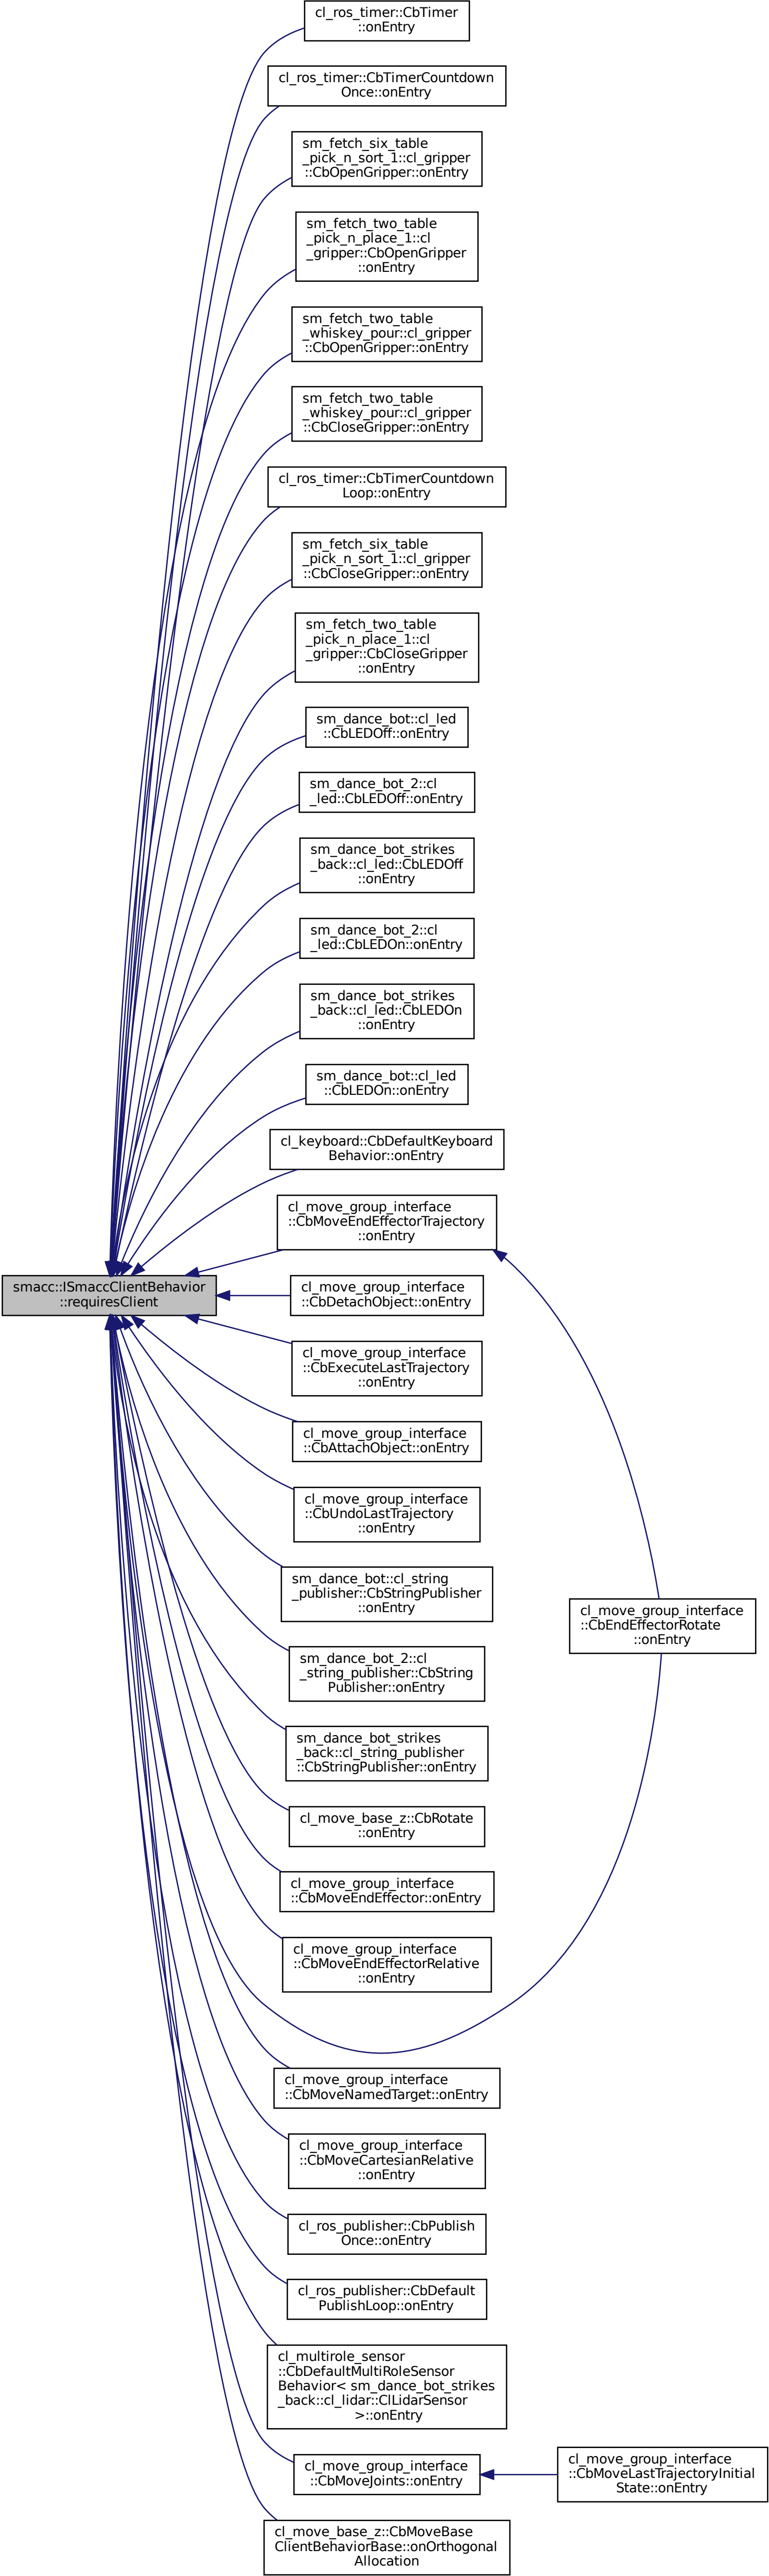 cl_ros_timer::CbTimer
::onEntry
cl_ros_timer::CbTimerCountdown
Once::onEntry
sm_fetch_six_table
_pick_n_sort_1::cl_gripper
::CbOpenGripper::onEntry
sm_fetch_two_table
_pick_n_place_1::cl
_gripper::CbOpenGripper
::onEntry
sm_fetch_two_table
_whiskey_pour::cl_gripper
::CbOpenGripper::onEntry
sm_fetch_two_table
_whiskey_pour::cl_gripper
::CbCloseGripper::onEntry
cl_ros_timer::CbTimerCountdown
Loop::onEntry
sm_fetch_six_table
_pick_n_sort_1::cl_gripper
::CbCloseGripper::onEntry
sm_fetch_two_table
_pick_n_place_1::cl
_gripper::CbCloseGripper
::onEntry
sm_dance_bot::cl_led
::CbLEDOff::onEntry
sm_dance_bot_2::cl
_led::CbLEDOff::onEntry
sm_dance_bot_strikes
_back::cl_led::CbLEDOff
::onEntry
sm_dance_bot_2::cl
_led::CbLEDOn::onEntry
sm_dance_bot_strikes
_back::cl_led::CbLEDOn
::onEntry
sm_dance_bot::cl_led
::CbLEDOn::onEntry
cl_keyboard::CbDefaultKeyboard
Behavior::onEntry
cl_move_group_interface
::CbMoveEndEffectorTrajectory
::onEntry
smacc::ISmaccClientBehavior
::requiresClient
cl_move_group_interface
::CbDetachObject::onEntry
cl_move_group_interface
::CbExecuteLastTrajectory
::onEntry
cl_move_group_interface
::CbAttachObject::onEntry
cl_move_group_interface
::CbUndoLastTrajectory
::onEntry
sm_dance_bot::cl_string
_publisher::CbStringPublisher
::onEntry
cl_move_group_interface
::CbEndEffectorRotate
::onEntry
sm_dance_bot_2::cl
_string_publisher::CbString
Publisher::onEntry
sm_dance_bot_strikes
_back::cl_string_publisher
::CbStringPublisher::onEntry
cl_move_base_z::CbRotate
::onEntry
cl_move_group_interface
::CbMoveEndEffector::onEntry
cl_move_group_interface
::CbMoveEndEffectorRelative
::onEntry
cl_move_group_interface
::CbMoveNamedTarget::onEntry
cl_move_group_interface
::CbMoveCartesianRelative
::onEntry
cl_ros_publisher::CbPublish
Once::onEntry
cl_ros_publisher::CbDefault
PublishLoop::onEntry
cl_multirole_sensor
::CbDefaultMultiRoleSensor
Behavior< sm_dance_bot_strikes
_back::cl_lidar::ClLidarSensor
>::onEntry
cl_move_group_interface
::CbMoveJoints::onEntry
cl_move_group_interface
::CbMoveLastTrajectoryInitial
State::onEntry
cl_move_base_z::CbMoveBase
ClientBehaviorBase::onOrthogonal
Allocation